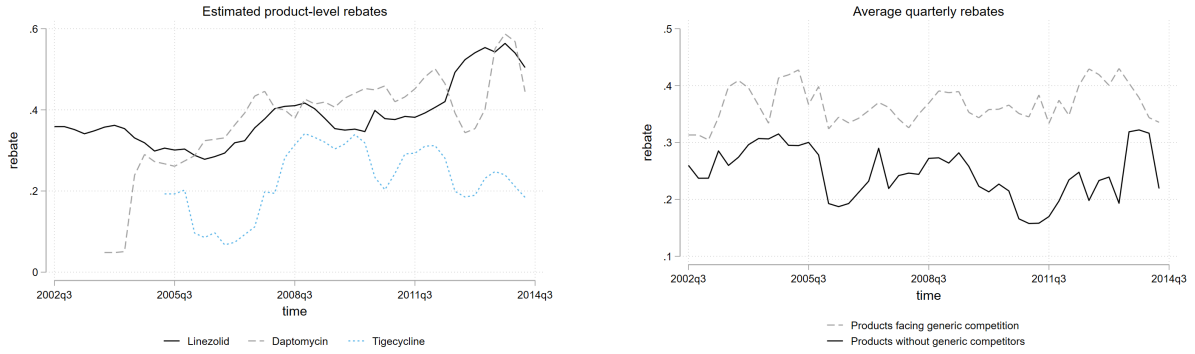 Estimated product-level rebates
.6
.4
.2
0
rebate
2002q3 2005q3 2008q3 2011q3 2014q3
time
Linezolid Daptomycin Tigecycline
Average quarterly rebates
.5
.4
.3
.2
.1
rebate
2002q3 2005q3 2008q3 2011q3 2014q3
time
Products facing generic competition
Products without generic competitors